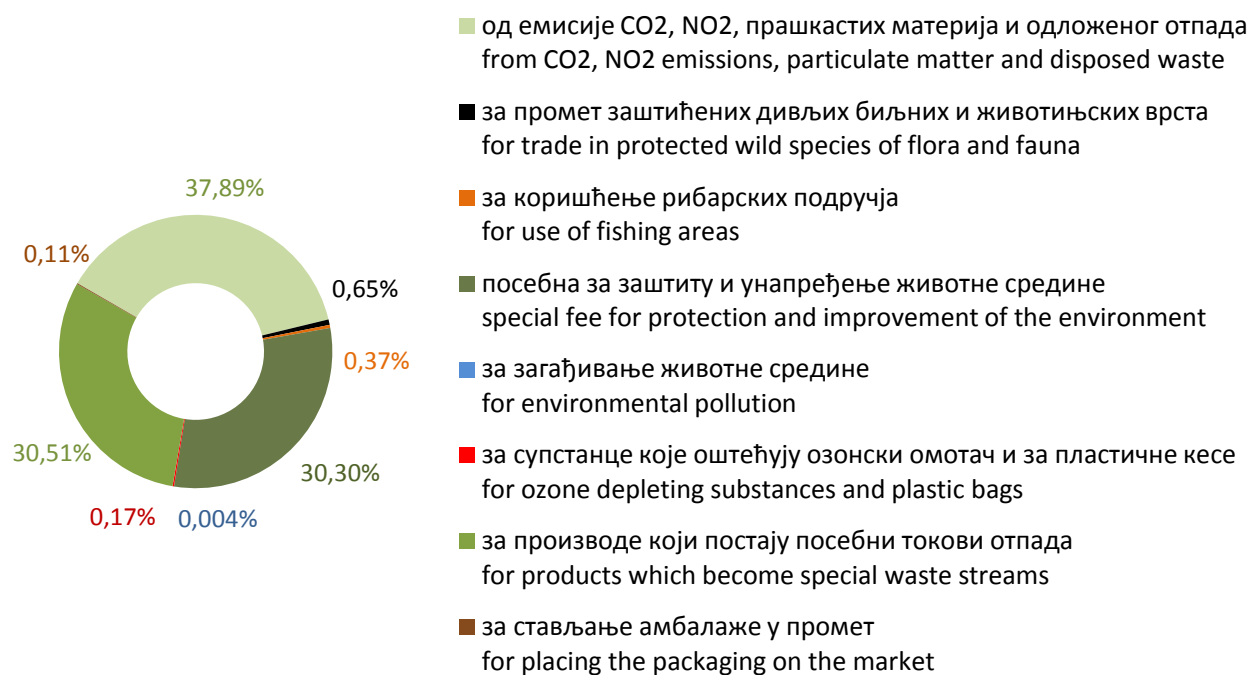 од емисије CO2, NO2, прашкастих материја и одложеног отпада
from CO2, NO2 emissions, particulate matter and disposed waste
за промет заштићених дивљих биљних и животињских врста
for trade in protected wild species of flora and fauna
за коришћење рибарских подручја
for use of fishing areas
посебна за заштиту и унапређење животне средине
special fee for protection and improvement of the environment
за загађивање животне средине
for environmental pollution
за супстанце које оштећују озонски омотач и за пластичне кесе
for ozone depleting substances and plastic bags
за производе који постају посебни токови отпада
for products which become special waste streams
за стављање амбалаже у промет
for placing the packaging on the market
37,89%
0,11%
0,65%
0,37%
30,51%
30,30%
0,17%
0,004%